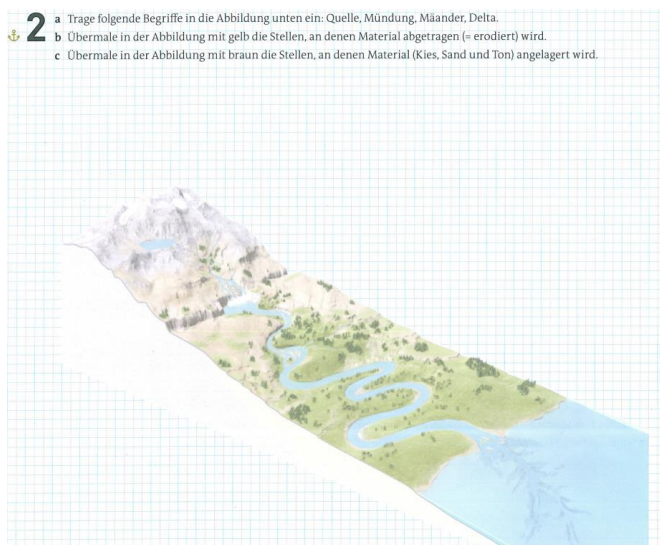 2 a Trage folgende Begriffe in die Abbildung unten ein: Quelle, Mündung, Mäander, Delta.
b Übermale in der Abbildung mit gelb die Stellen, an denen Material abgetragen (= erodiert) wird.
c Übermale in der Abbildung mit braun die Stellen, an denen Material (Kies, Sand und Ton) angelagert wird.